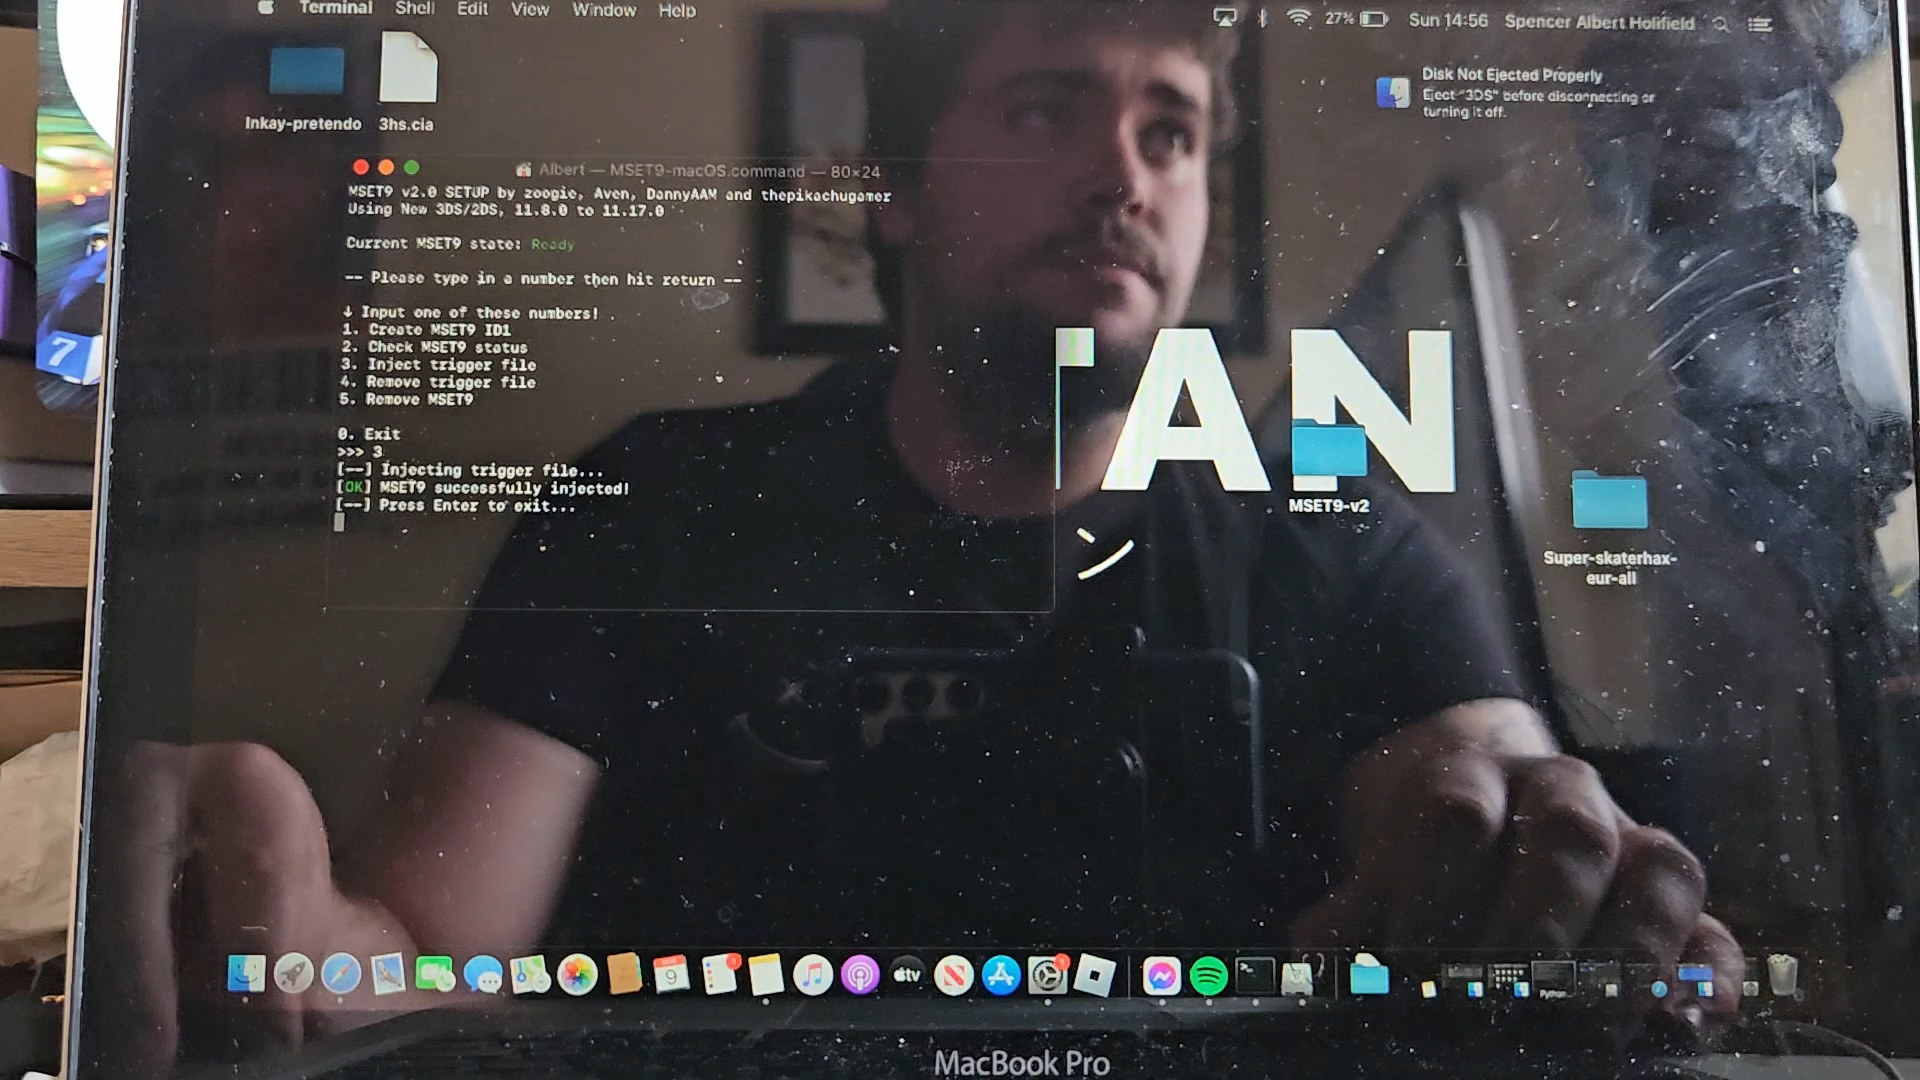 Terminal Shell Edit View Window Help
27% Sun 14:56 Spencer Albert Holifield
Disk Not Ejected Properly
Eject "3DS" before disconnecting or
turning it off.
Inkay-pretendo
3hs.cia
Albert — MSET9-macOS.command — 80×24
MSET9 v2.0 SETUP by zoogie, Aven, DannyAAM and thepikachugamer
Using New 3DS/2DS, 11.8.0 to 11.17.0
Current MSET9 state: Ready
-- Please type in a number then hit return --
↓ Input one of these numbers!
1. Create MSET9 ID1
2. Check MSET9 status
3. Inject trigger file
4. Remove trigger file
5. Remove MSET9
0. Exit
>>> 3
[--] Injecting trigger file...
[OK] MSET9 successfully injected!
[--] Press Enter to exit...
AN
ン
MSET9-v2
Super-skaterhax-
eur-all
7
9
tv
MacBook Pro